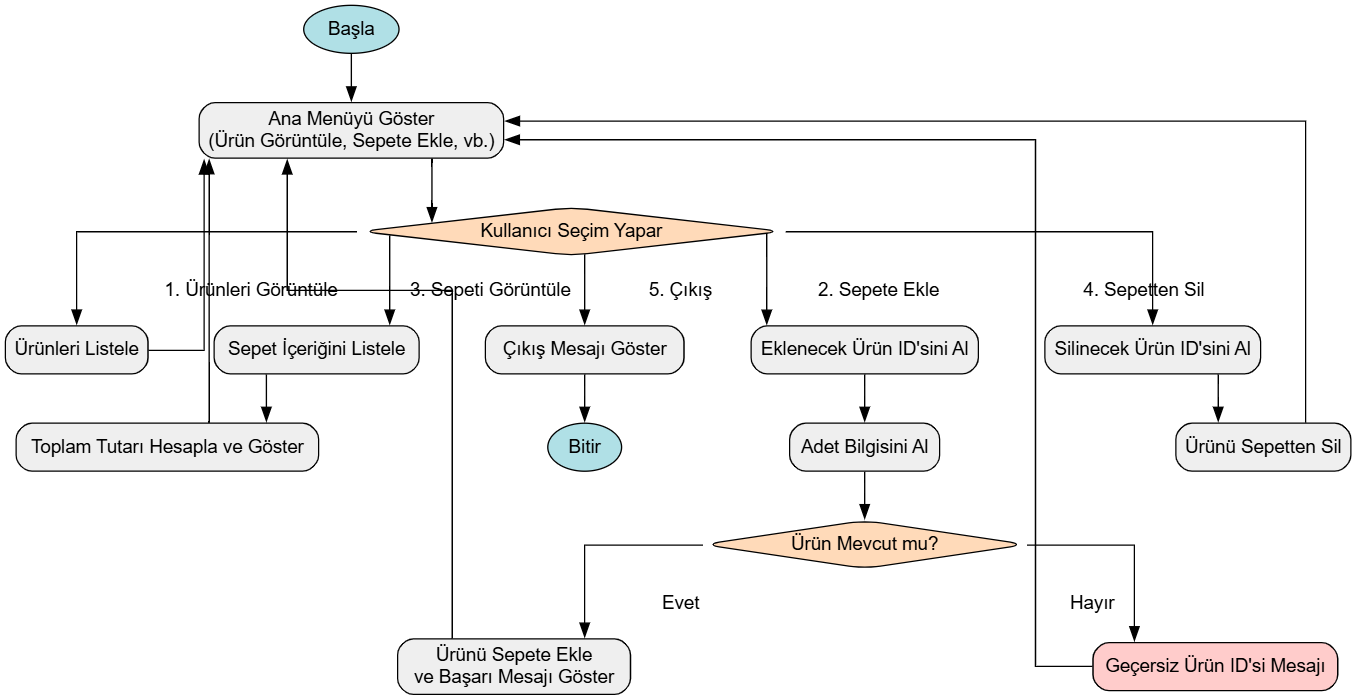 Başla
Ana Menüyü Göster
(Ürün Görüntüle, Sepete Ekle, vb.)
Kullanıcı Seçim Yapar
1. Ürünleri Görüntüle
3. Sepeti Görüntüle
5. Çıkış
2. Sepete Ekle
4. Sepetten Sil
Ürünleri Listele
Sepet İçeriğini Listele
Çıkış Mesajı Göster
Eklenecek Ürün ID'sini Al
Silinecek Ürün ID'sini Al
Toplam Tutarı Hesapla ve Göster
Bitir
Adet Bilgisini Al
Ürünü Sepetten Sil
Ürün Mevcut mu?
Evet
Hayır
Ürünü Sepete Ekle
ve Başarı Mesajı Göster
Geçersiz Ürün ID'si Mesajı